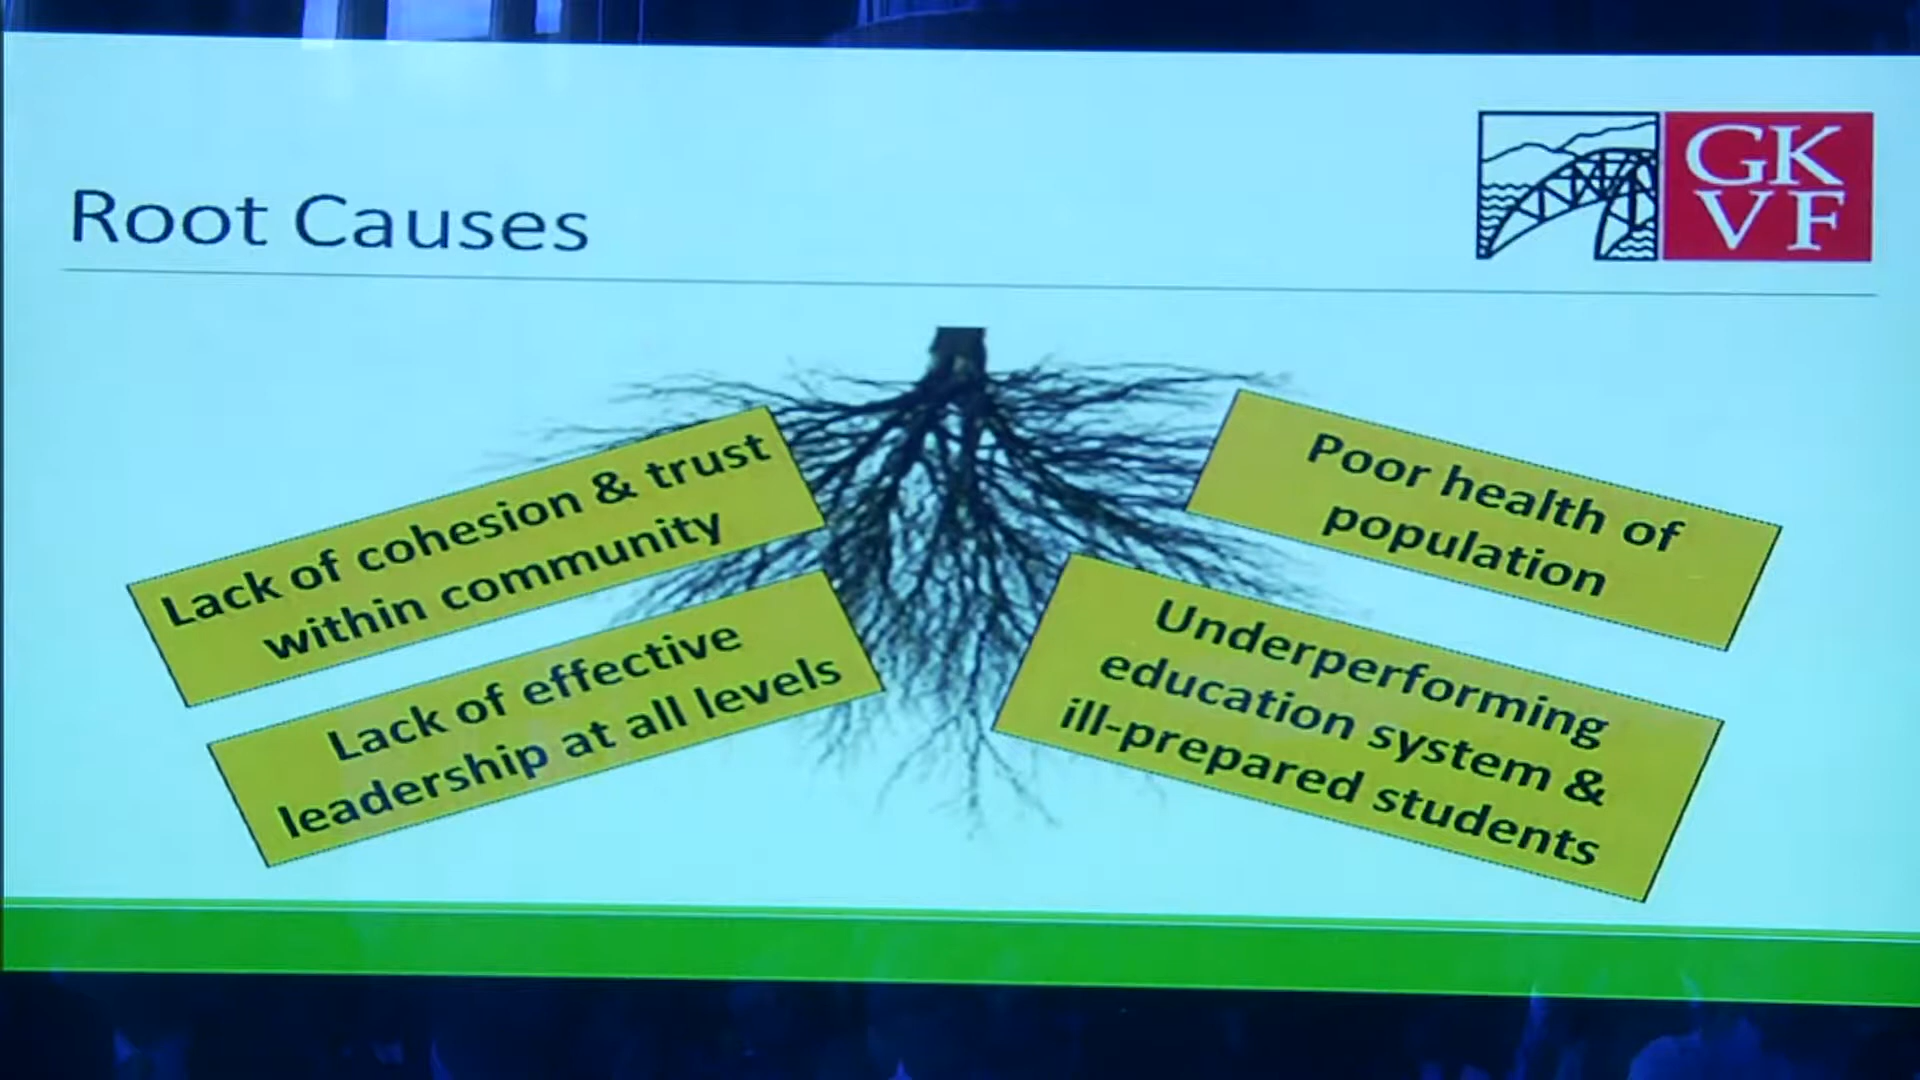 Root Causes
GK
VF
Lack of cohesion & trust
within community
Lack of effective
leadership at all levels
Poor health of
population
Underperforming
education system &
ill-prepared students